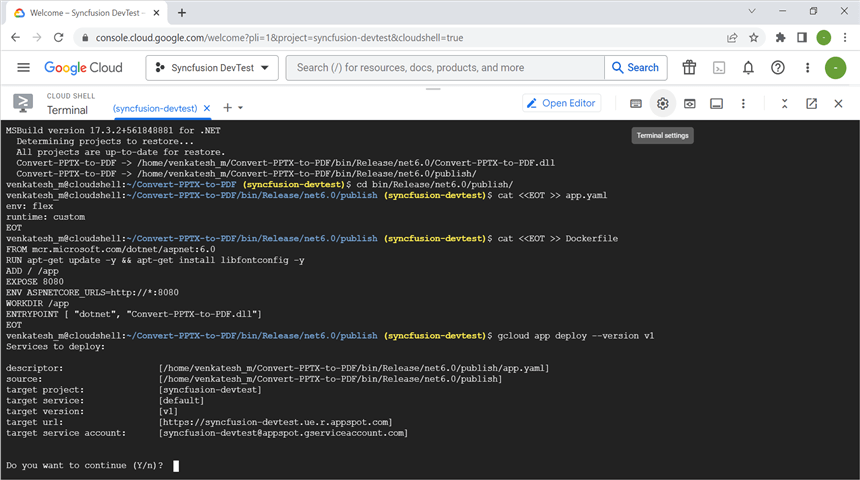 Syncfusion DevTest -
console.cloud.google.com/welcome?pli=1&project=syncfusion-devtest&cloudshell=true
Google Cloud
Syncfusion DevTest
Search (/) for resources, docs, products, and more
Search
CLOUD SHELL
Terminal
(syncfusion-devtest)
Open Editor
Terminal settings
MSBuild version 17.3.2+561848881 for .NET
  Determining projects to restore...
  All projects are up-to-date for restore.
  Convert-PPTX-to-PDF -> /home/venkatesh_m/Convert-PPTX-to-PDF/bin/Release/net6.0/Convert-PPTX-to-PDF.dll
  Convert-PPTX-to-PDF -> /home/venkatesh_m/Convert-PPTX-to-PDF/bin/Release/net6.0/publish/
venkatesh_m@cloudshell:~/Convert-PPTX-to-PDF (syncfusion-devtest)$ cd bin/Release/net6.0/publish/
venkatesh_m@cloudshell:~/Convert-PPTX-to-PDF/bin/Release/net6.0/publish (syncfusion-devtest)$ cat <<EOT >> app.yaml
env: flex
runtime: custom
EOT
venkatesh_m@cloudshell:~/Convert-PPTX-to-PDF/bin/Release/net6.0/publish (syncfusion-devtest)$ cat <<EOT >> Dockerfile
FROM mcr.microsoft.com/dotnet/aspnet:6.0
RUN apt-get update -y && apt-get install libfontconfig -y
ADD / /app
EXPOSE 8080
ENV ASPNETCORE_URLS=http://*:8080
WORKDIR /app
ENTRYPOINT [ "dotnet", "Convert-PPTX-to-PDF.dll"]
EOT
venkatesh_m@cloudshell:~/Convert-PPTX-to-PDF/bin/Release/net6.0/publish (syncfusion-devtest)$ gcloud app deploy --version v1
Services to deploy:
descriptor: [/home/venkatesh_m/Convert-PPTX-to-PDF/bin/Release/net6.0/publish/app.yaml]
source: [/home/venkatesh_m/Convert-PPTX-to-PDF/bin/Release/net6.0/publish]
target project: [syncfusion-devtest]
target service: [default]
target version: [v1]
target url: [https://syncfusion-devtest.ue.r.appspot.com]
target service account: [syncfusion-devtest@appspot.gserviceaccount.com]
Do you want to continue (Y/n)?